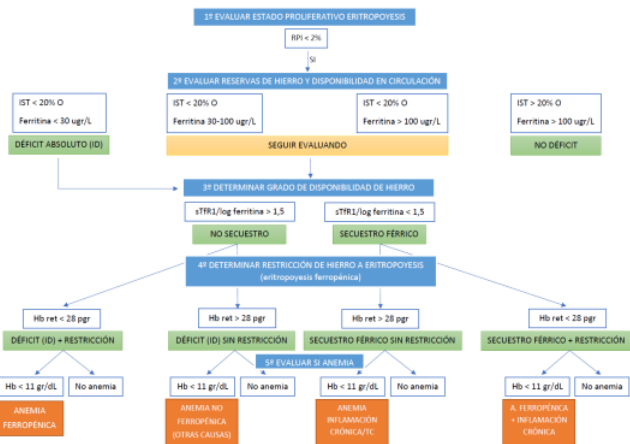 1º EVALUAR ESTADO PROLIFERATIVO ERITROPOYESIS
RPI < 2%
SI
2º EVALUAR RESERVAS DE HIERRO Y DISPONIBILIDAD EN CIRCULACIÓN
IST < 20% O
Ferritina < 30 ugr/L
IST < 20% O
Ferritina 30-100 ugr/L
IST < 20% O
Ferritina > 100 ugr/L
IST > 20% O
Ferritina > 100 ugr/L
DÉFICIT ABSOLUTO (ID)
SEGUIR EVALUANDO
NO DÉFICIT
3º DETERMINAR GRADO DE DISPONIBILIDAD DE HIERRO
sTfR1/log ferritina > 1,5
sTfR1/log ferritina < 1,5
NO SECUESTRO
SECUESTRO FÉRRICO
4º DETERMINAR RESTRICCIÓN DE HIERRO A ERITROPOYESIS
(eritropoyesis ferropénica)
Hb ret < 28 pgr
Hb ret > 28 pgr
Hb ret > 28 pgr
Hb ret < 28 pgr
DÉFICIT (ID) + RESTRICCIÓN
DÉFICIT (ID) SIN RESTRICCIÓN
SECUESTRO FÉRRICO SIN RESTRICCIÓN
SECUESTRO FÉRRICO + RESTRICCIÓN
5º EVALUAR SI ANEMIA
Hb < 11 gr/dL
No anemia
Hb < 11 gr/dL
No anemia
Hb < 11 gr/dL
No anemia
Hb < 11 gr/dL
No anemia
ANEMIA
FERROPÉNICA
ANEMIA NO
FERROPÉNICA
(OTRAS CAUSAS)
ANEMIA
INFLAMACIÓN
CRÓNICA/TC
A. FERROPÉNICA
+ INFLAMACIÓN
CRÓNICA